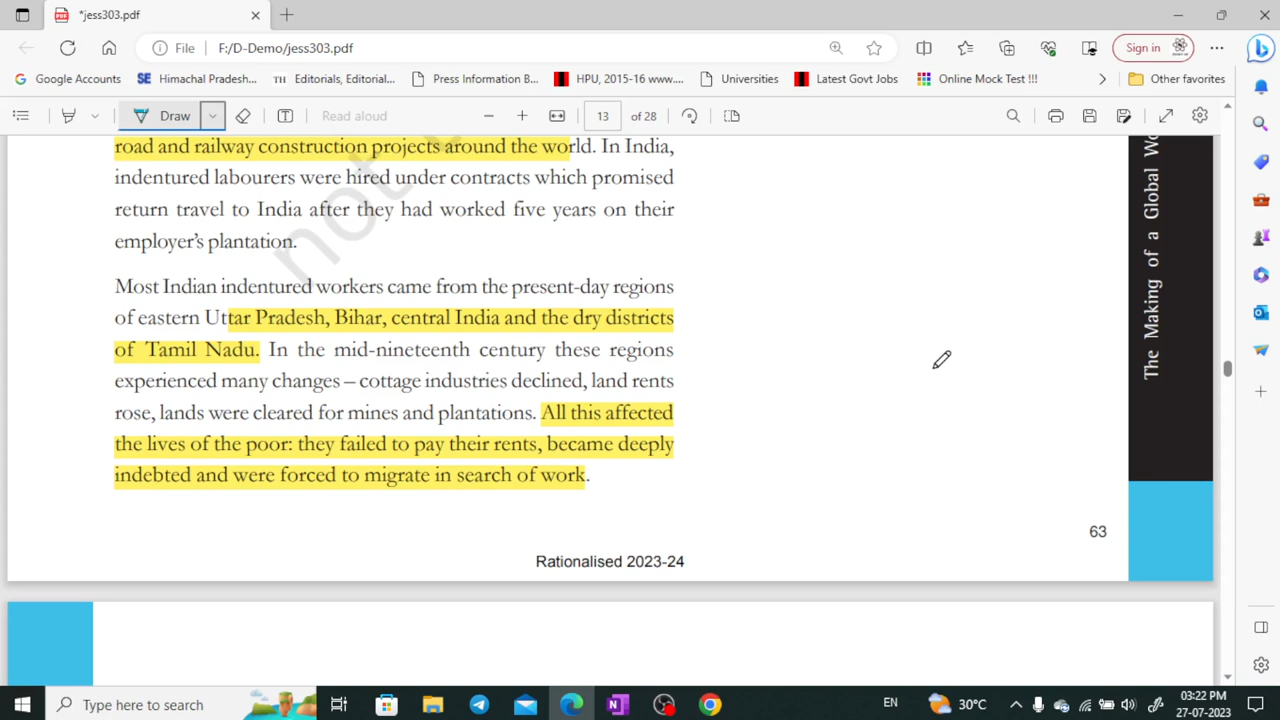 *jess303.pdf
File F:/D-Demo/jess303.pdf
Sign in
Google Accounts
SE Himachal Pradesh...
TH Editorials, Editorial...
Press Information B...
HPU, 2015-16 www....
Universities
Latest Govt Jobs
Online Mock Test !!!
Other favorites
Draw
Read aloud
13 of 28
road and railway construction projects around the world. In India,
indentured labourers were hired under contracts which promised
return travel to India after they had worked five years on their
employer's plantation.
Most Indian indentured workers came from the present-day regions
of eastern Uttar Pradesh, Bihar, central India and the dry districts
of Tamil Nadu. In the mid-nineteenth century these regions
experienced many changes – cottage industries declined, land rents
rose, lands were cleared for mines and plantations. All this affected
the lives of the poor: they failed to pay their rents, became deeply
indebted and were forced to migrate in search of work.
not
The Making of a Global Wo
63
Rationalised 2023-24
Type here to search
EN
30°C
03:22 PM
27-07-2023